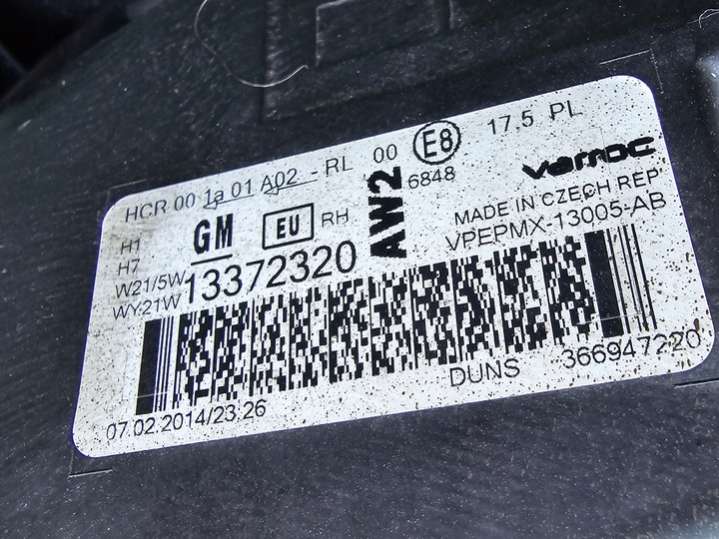 HCR 00 1a 01 A02 - RL 00 E8 17,5 PL
6848
varroc
H1
H7
W21/5W
WY21W
GM EU RH AW2
13372320
MADE IN CZECH REP
VPEPMX-13005-AB
DUNS 366947220
07.02.2014/23:26